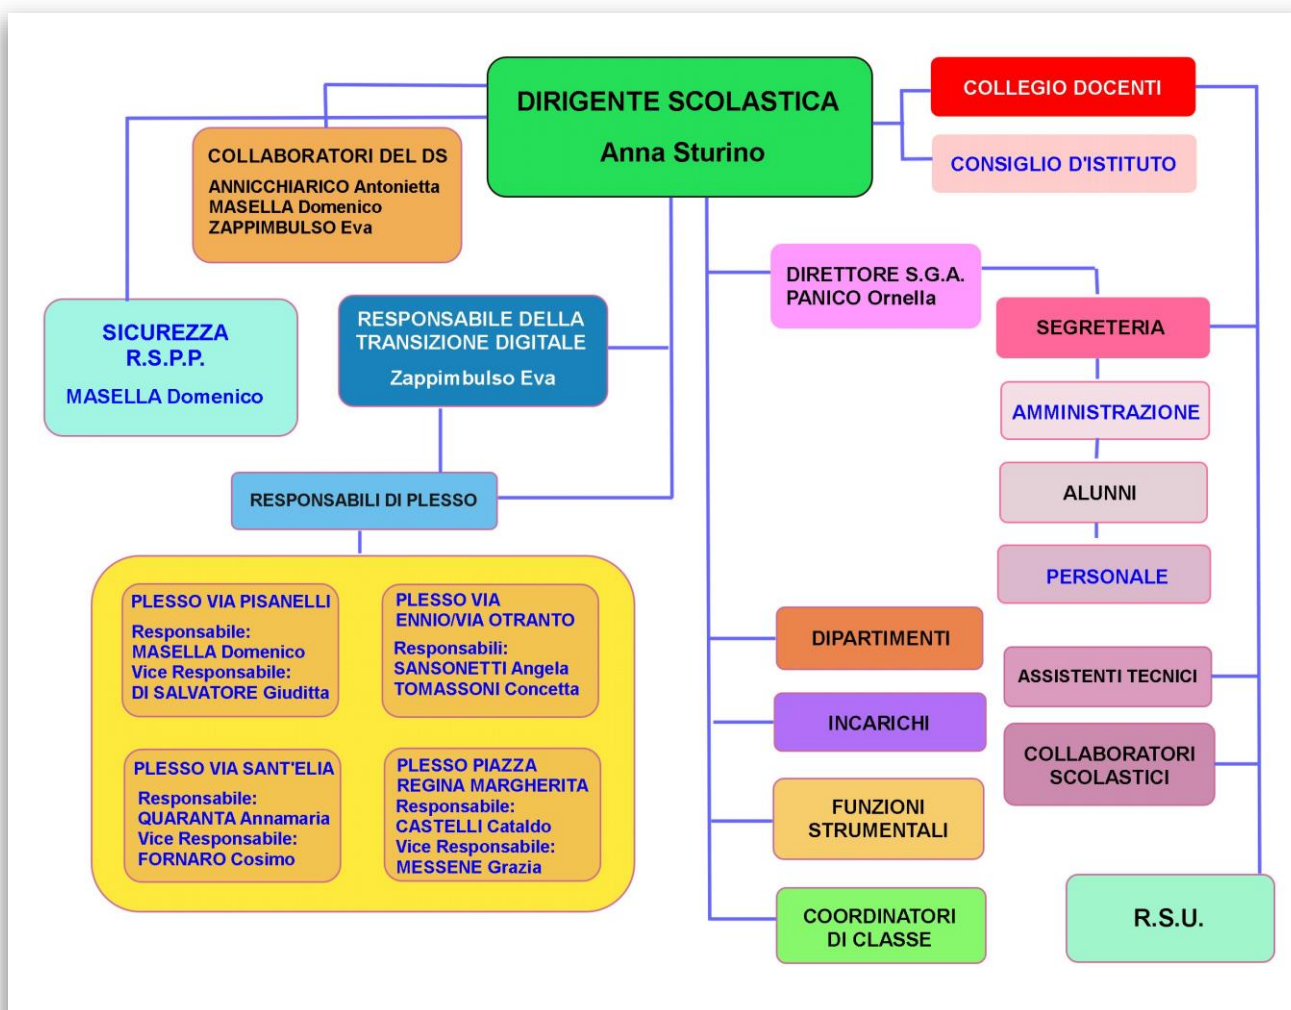 DIRIGENTE SCOLASTICA
Anna Sturino
COLLEGIO DOCENTI
CONSIGLIO D'ISTITUTO
COLLABORATORI DEL DS
ANNICCHIARICO Antonietta
MASELLA Domenico
ZAPPIMBULSO Eva
DIRETTORE S.G.A.
PANICO Ornella
SICUREZZA
R.S.P.P.
MASELLA Domenico
RESPONSABILE DELLA
TRANSIZIONE DIGITALE
Zappimbulso Eva
SEGRETERIA
AMMINISTRAZIONE
ALUNNI
PERSONALE
RESPONSABILI DI PLESSO
PLESSO VIA PISANELLI
Responsabile:
MASELLA Domenico
Vice Responsabile:
DI SALVATORE Giuditta
PLESSO VIA
ENNIO/VIA OTRANTO
Responsabili:
SANSONETTI Angela
TOMASSONI Concetta
PLESSO VIA SANT'ELIA
Responsabile:
QUARANTA Annamaria
Vice Responsabile:
FORNARO Cosimo
PLESSO PIAZZA
REGINA MARGHERITA
Responsabile:
CASTELLI Cataldo
Vice Responsabile:
MESSENE Grazia
DIPARTIMENTI
INCARICHI
FUNZIONI
STRUMENTALI
COORDINATORI
DI CLASSE
ASSISTENTI TECNICI
COLLABORATORI
SCOLASTICI
R.S.U.